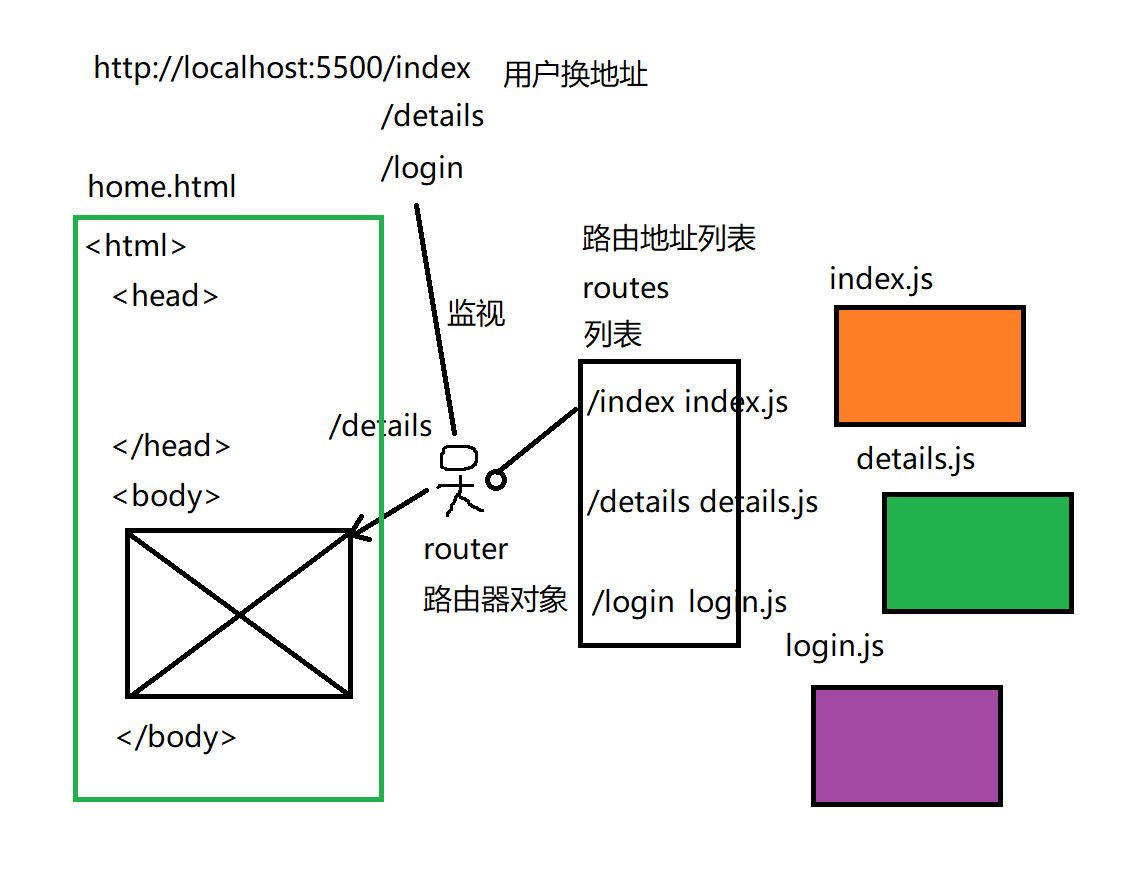 http://localhost:5500/index 用户换地址
/details
/login
home.html
<html>
<head>
</head>
<body>
</body>
监视
/details
router
路由器对象
路由地址列表
routes
列表
/index index.js
/details details.js
/login login.js
index.js
details.js
login.js